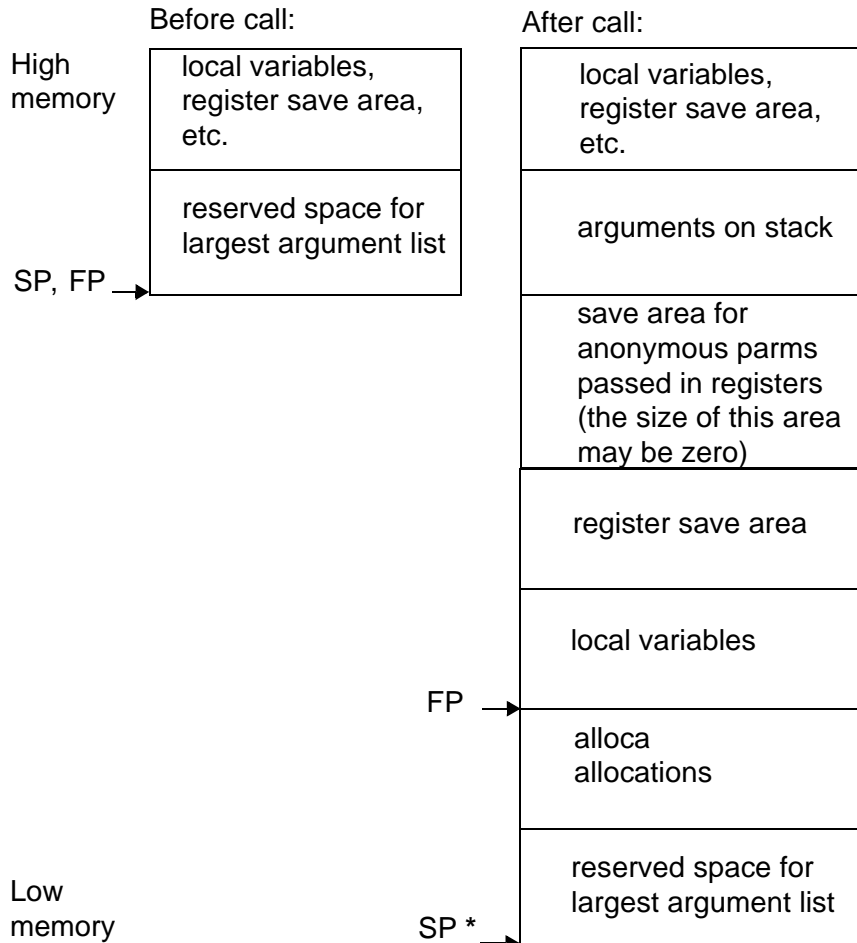 Before call:
After call:
High
memory
local variables,
register save area,
etc.
local variables,
register save area,
etc.
reserved space for
largest argument list
arguments on stack
SP, FP
save area for
anonymous parms
passed in registers
(the size of this area
may be zero)
register save area
local variables
FP
alloca
allocations
reserved space for
largest argument list
Low
memory
SP *